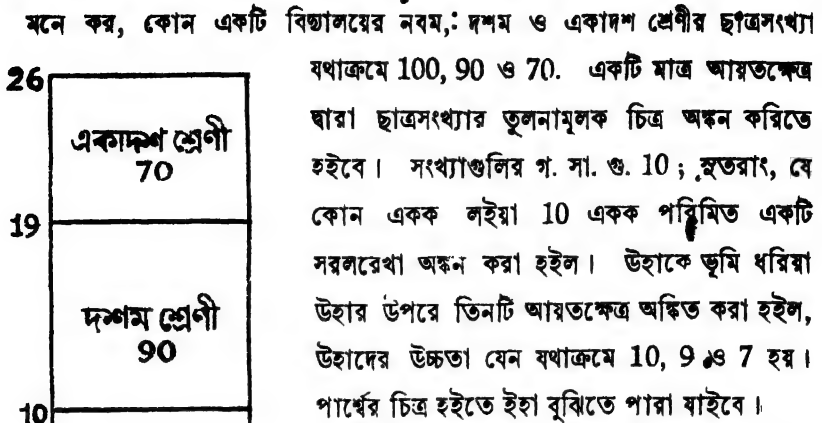 মনে কর, কোন একটি বিদ্যালয়ের নবম, দশম ও একাদশ শ্রেণীর ছাত্রসংখ্যা
যথাক্রমে 100, 90 ও 70. একটি মাত্র আয়তক্ষেত্র
দ্বারা ছাত্রসংখ্যার তুলনামূলক চিত্র অঙ্কন করিতে
হইবে। সংখ্যাগুলির গ. সা. গু. 10 ; সুতরাং, যে
কোন একক লইয়া 10 একক পরিমিত একটি
সরলরেখা অঙ্কন করা হইল। উহাকে ভূমি ধরিয়া
উহার উপরে তিনটি আয়তক্ষেত্র অঙ্কিত করা হইল,
উহাদের উচ্চতা যেন যথাক্রমে 10, 9 ও 7 হয়।
পার্শ্বের চিত্র হইতে ইহা বুঝিতে পারা যাইবে।
26
একাদশ শ্রেণী
70
19
দশম শ্রেণী
90
10